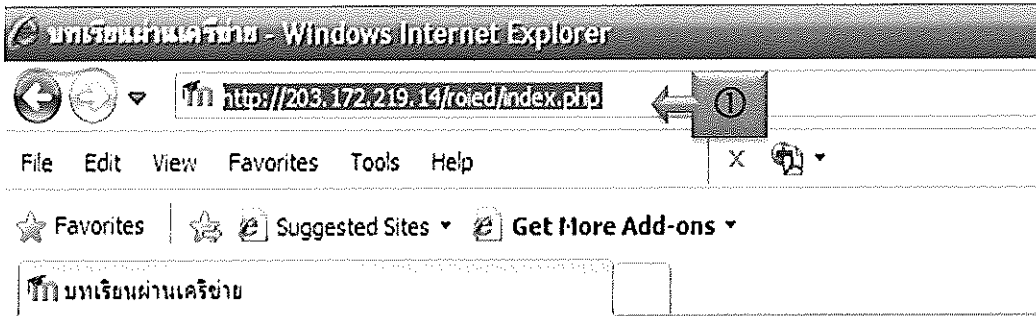 บทเรียนผ่านเครือข่าย - Windows Internet Explorer
http://203.172.219.14/roied/index.php ①
File Edit View Favorites Tools Help
Favorites Suggested Sites Get More Add-ons
บทเรียนผ่านเครือข่าย